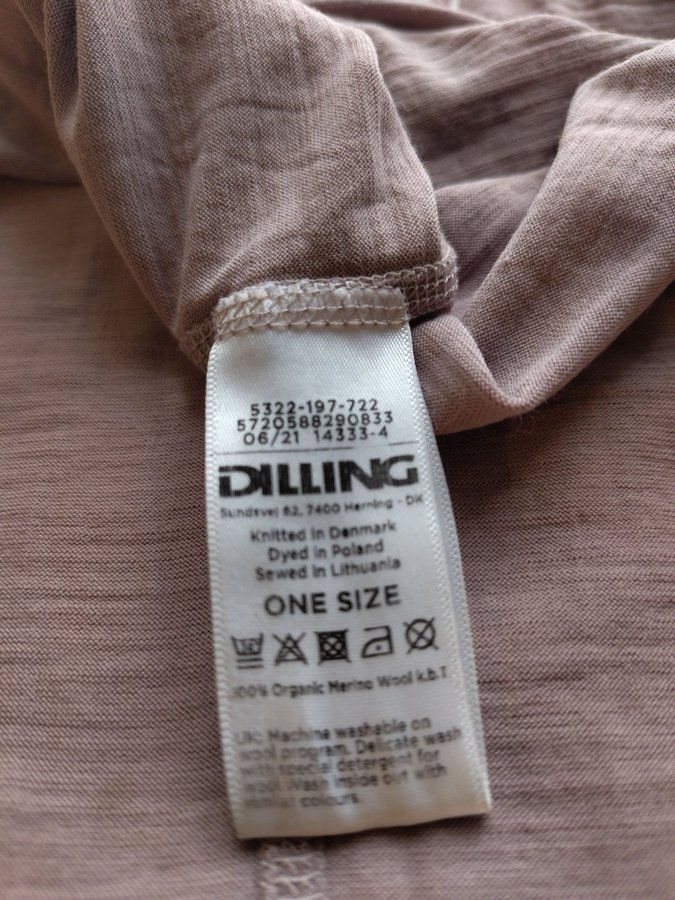 5322-197-722
5720588290833
06/21 14333-4
DILLING
Sundsvej 62, 7400 Herning - DK
Knitted in Denmark
Dyed in Poland
Sewed in Lithuania
ONE SIZE
100% Organic Merino Wool k.b.T
UK: Machine washable on
wool program. Delicate wash
with special detergent for
wool Wash inside out with
similar colours.